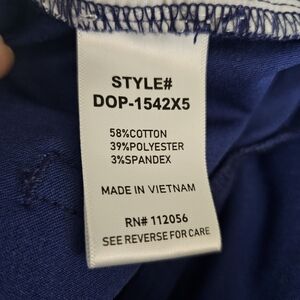 STYLE#
DOP-1542X5
58%COTTON
39%POLYESTER
3%SPANDEX
MADE IN VIETNAM
RN# 112056
SEE REVERSE FOR CARE